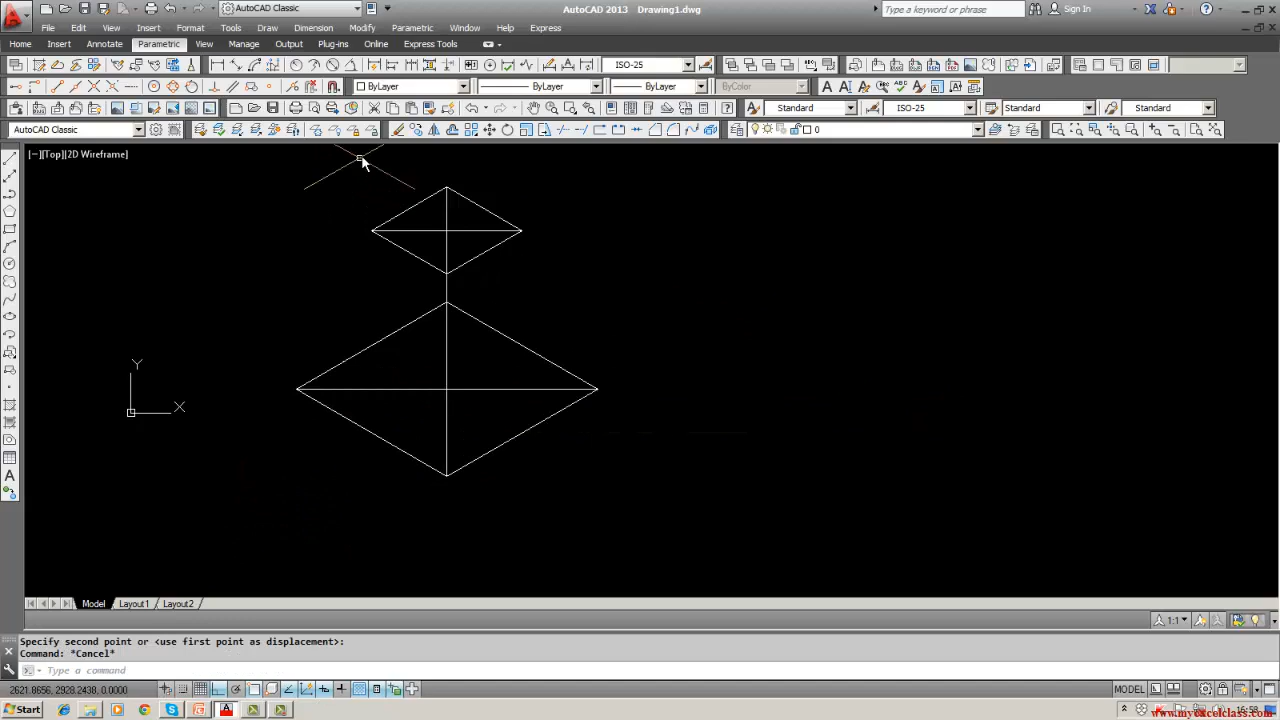 AutoCAD Classic
AutoCAD 2013 Drawing1.dwg
Type a keyword or phrase
Sign In
File Edit View Insert Format Tools Draw Dimension Modify Parametric Window Help Express
Home Insert Annotate Parametric View Manage Output Plug-ins Online Express Tools
ISO-25
ByLayer ByLayer ByLayer ByColor
Standard ISO-25 Standard Standard
AutoCAD Classic
0
[−][Top][2D Wireframe]
Y
X
Model Layout1 Layout2
1:1
Specify second point or <use first point as displacement>:
Command: *Cancel*
Type a command
2621.8656, 2928.2438, 0.0000
MODEL
Start
16:58
www.myexcelclass.com